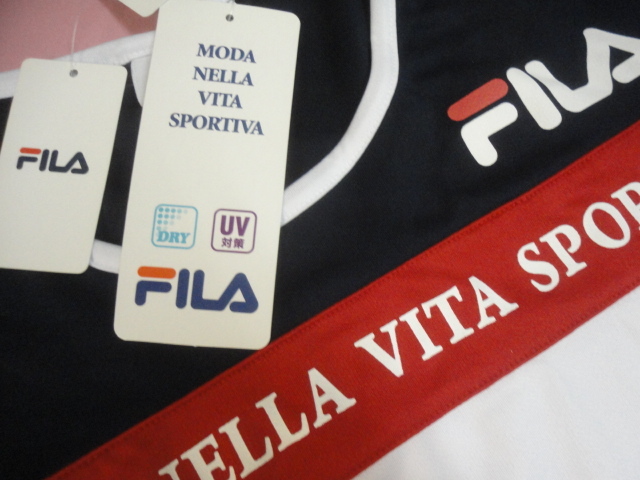 FILA
MODA
NELLA
VITA
SPORTIVA
DRY
UV
対策
FILA
FILA
NELLA VITA SPOR